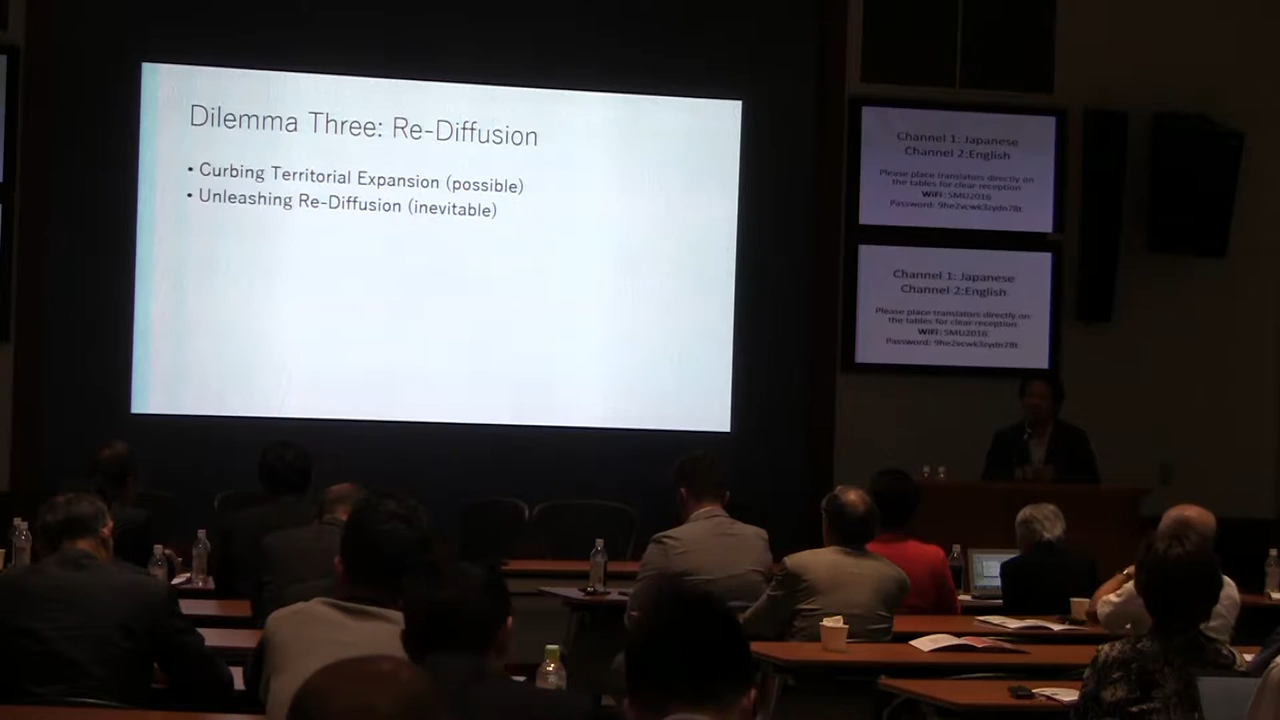 Dilemma Three: Re-Diffusion
• Curbing Territorial Expansion (possible)
• Unleashing Re-Diffusion (inevitable)
Channel 1: Japanese
Channel 2:English
Please place translators directly on
the tables for clear reception
WiFi: SMU2016
Password:
Channel 1: Japanese
Channel 2:English
Please place translators directly on
the tables for clear reception
WiFi: SMU2016
Password: